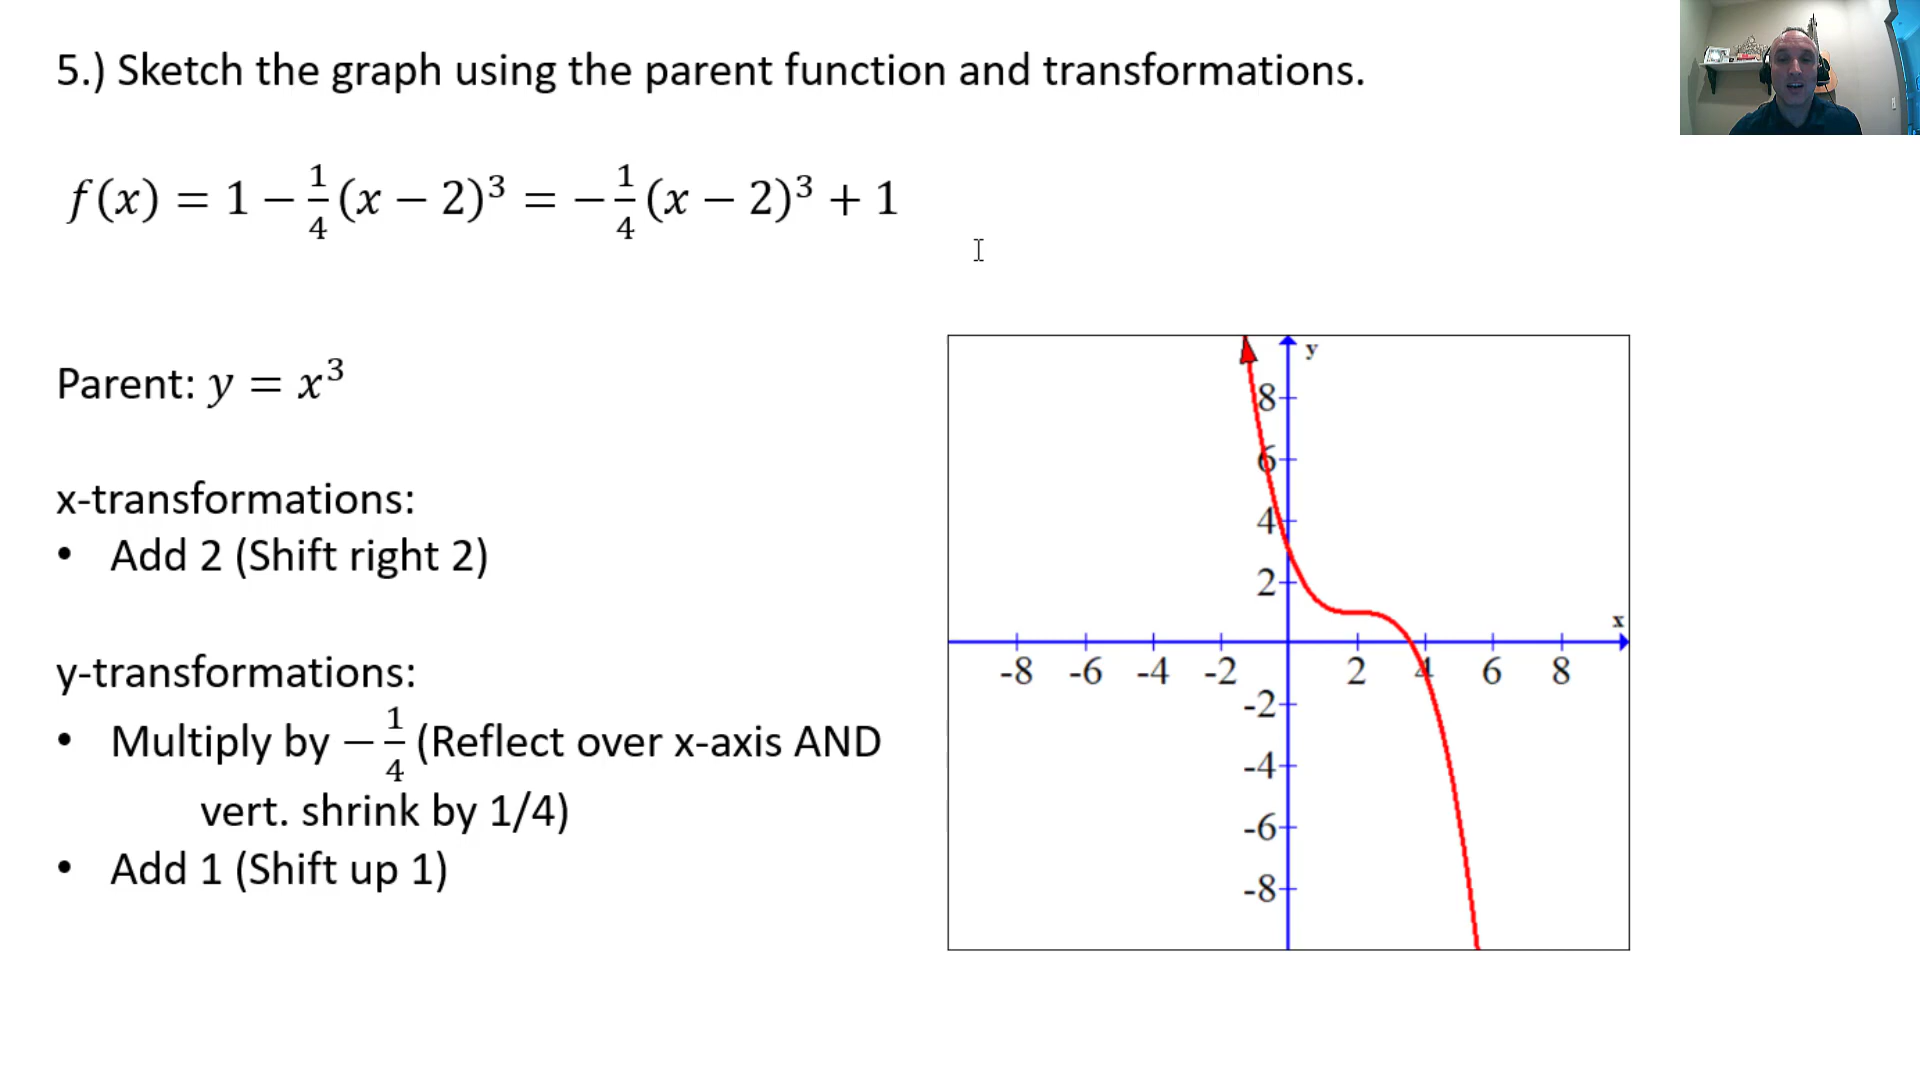 5.) Sketch the graph using the parent function and transformations.
f(x) = 1 − 1/4 (x − 2)³ = − 1/4 (x − 2)³ + 1
Parent: y = x³
x-transformations:
• Add 2 (Shift right 2)
y-transformations:
• Multiply by − 1/4 (Reflect over x-axis AND
vert. shrink by 1/4)
• Add 1 (Shift up 1)
y
8
6
4
2
x
-8 -6 -4 -2 2 4 6 8
-2
-4
-6
-8